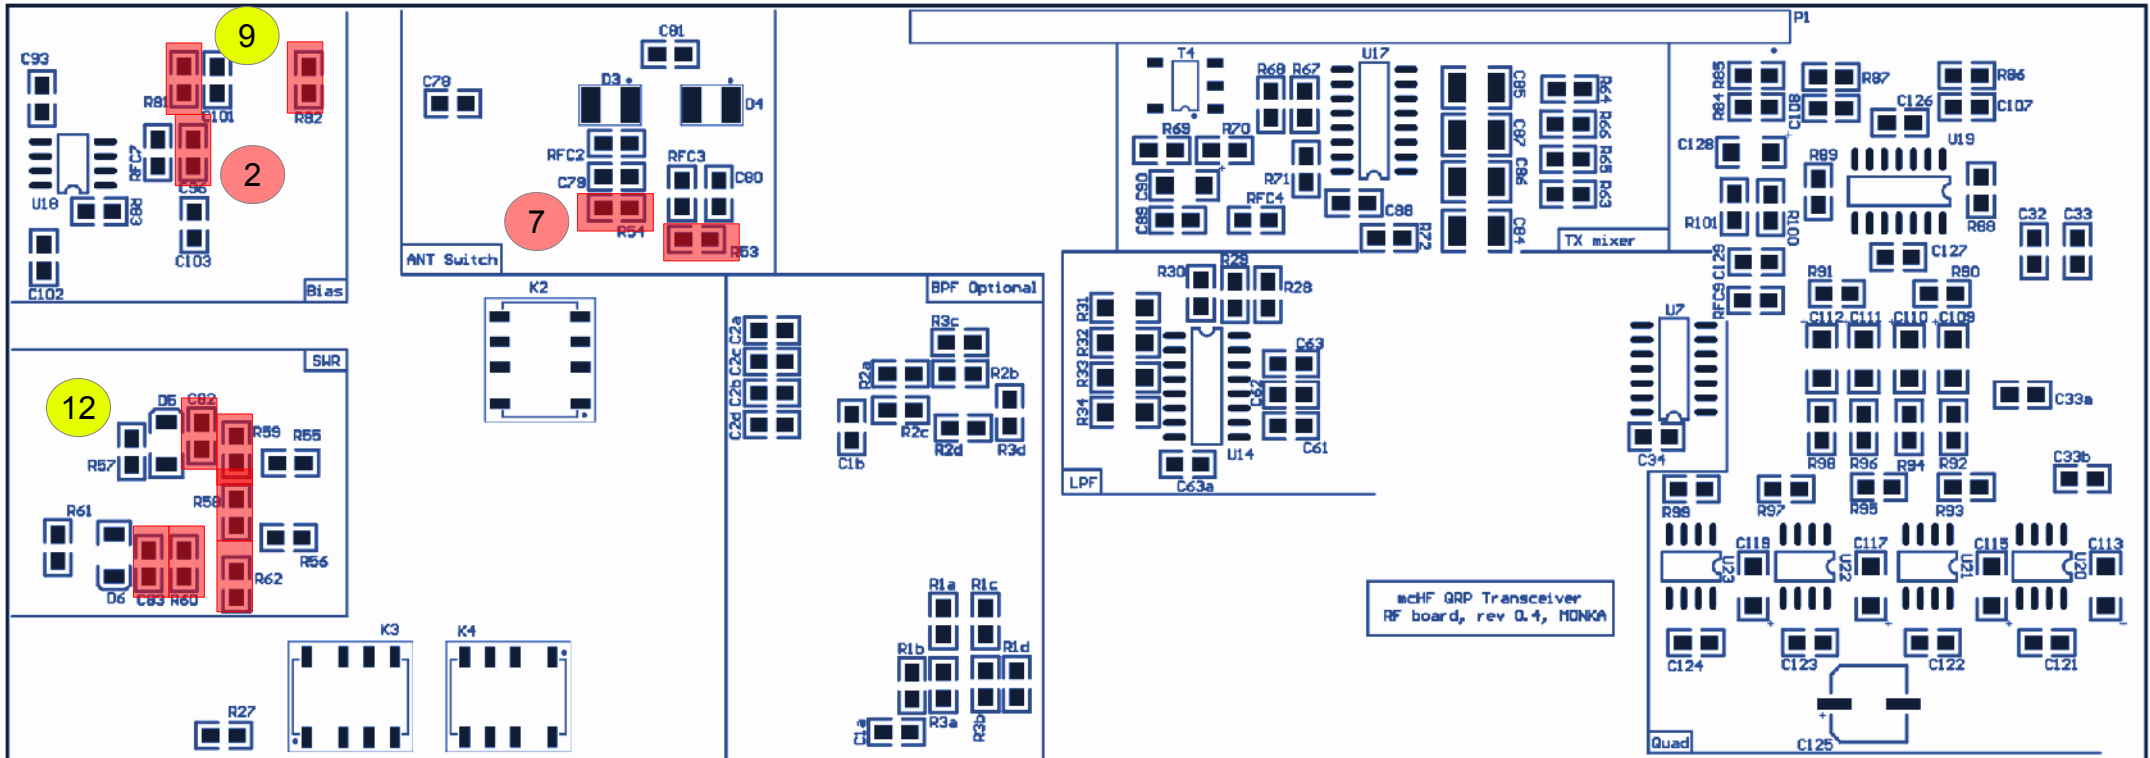 9
C93
R81
C101
R82
RFC7
2
C96
U18
R83
C103
C102
Bias
C81
C78
D3
D4
RFC2
RFC3
C79
C80
7
R54
R53
ANT Switch
K2
P1
T4
U17
R68
R67
C85
R64
R69
R70
C87
R66
R65
R71
C90
C86
R63
RFC4
C89
C88
C84
R72
TX mixer
R85
R87
R86
R84
C108
C126
C107
C128
U19
R89
R101
R100
R88
C32
C33
C129
C127
R91
R90
RFC9
U7
C112
C111
C110
C109
C33a
C34
R98
R96
R94
R92
C33b
R99
R97
R95
R93
C119
C117
C115
C113
U23
U22
U21
U20
C124
C123
C122
C121
C125
Quad
BPF Optional
C2a
C2c
C2b
C2d
R3c
R2a
R2b
R2c
R2d
R3d
C1b
R30
R29
R28
R31
R32
R33
R34
C63
C62
C61
U14
C63a
LPF
SWR
12
D5
C82
R59
R55
R57
R58
R61
R56
D6
C83
R60
R62
K3
K4
R27
R1a
R1c
R1b
R1d
R3a
R3b
C1a
mcHF QRP Transceiver
RF board, rev 0.4, M0NKA